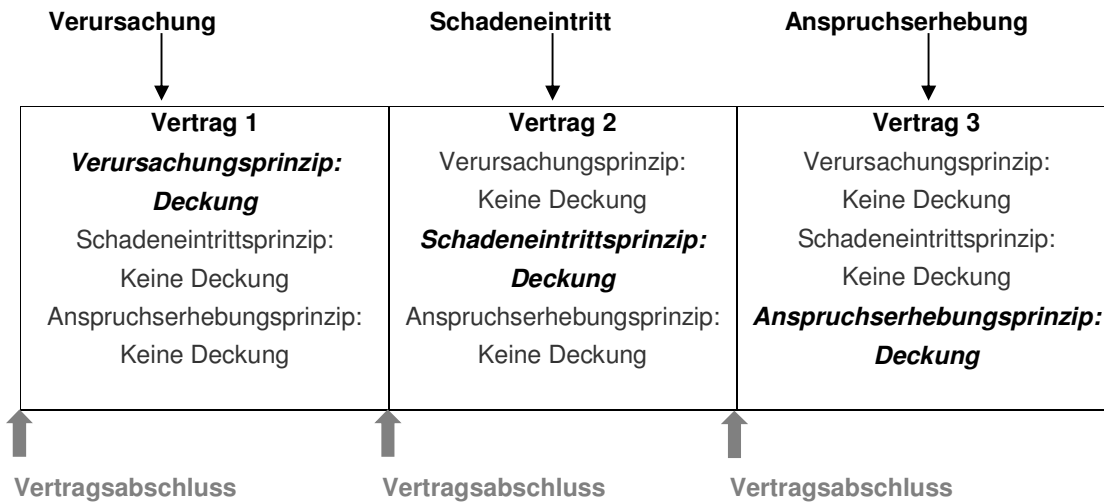 Verursachung
Schadeneintritt
Anspruchserhebung
Vertrag 1
Verursachungsprinzip:
Deckung
Schadeneintrittsprinzip:
Keine Deckung
Anspruchserhebungsprinzip:
Keine Deckung
Vertrag 2
Verursachungsprinzip:
Keine Deckung
Schadeneintrittsprinzip:
Deckung
Anspruchserhebungsprinzip:
Keine Deckung
Vertrag 3
Verursachungsprinzip:
Keine Deckung
Schadeneintrittsprinzip:
Keine Deckung
Anspruchserhebungsprinzip:
Deckung
Vertragsabschluss
Vertragsabschluss
Vertragsabschluss